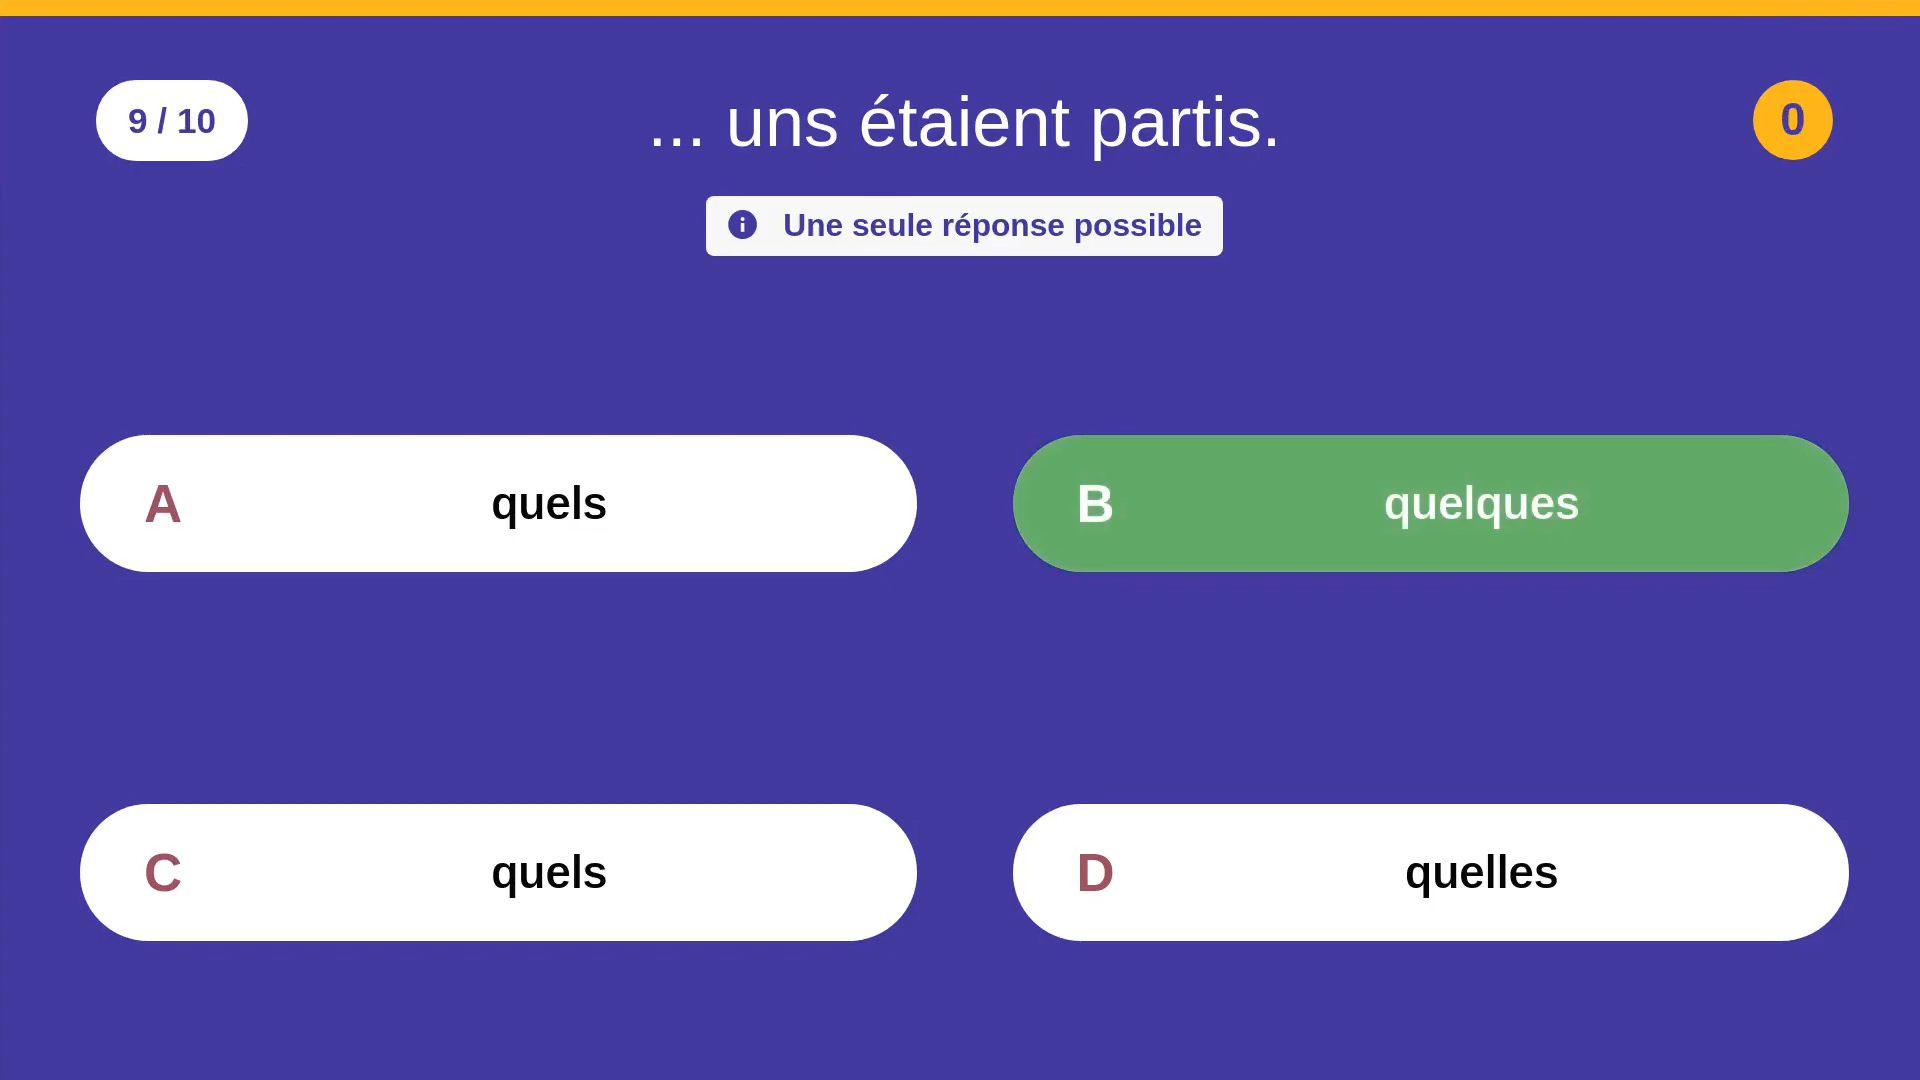 9 / 10
... uns étaient partis.
0
Une seule réponse possible
A quels
B quelques
C quels
D quelles